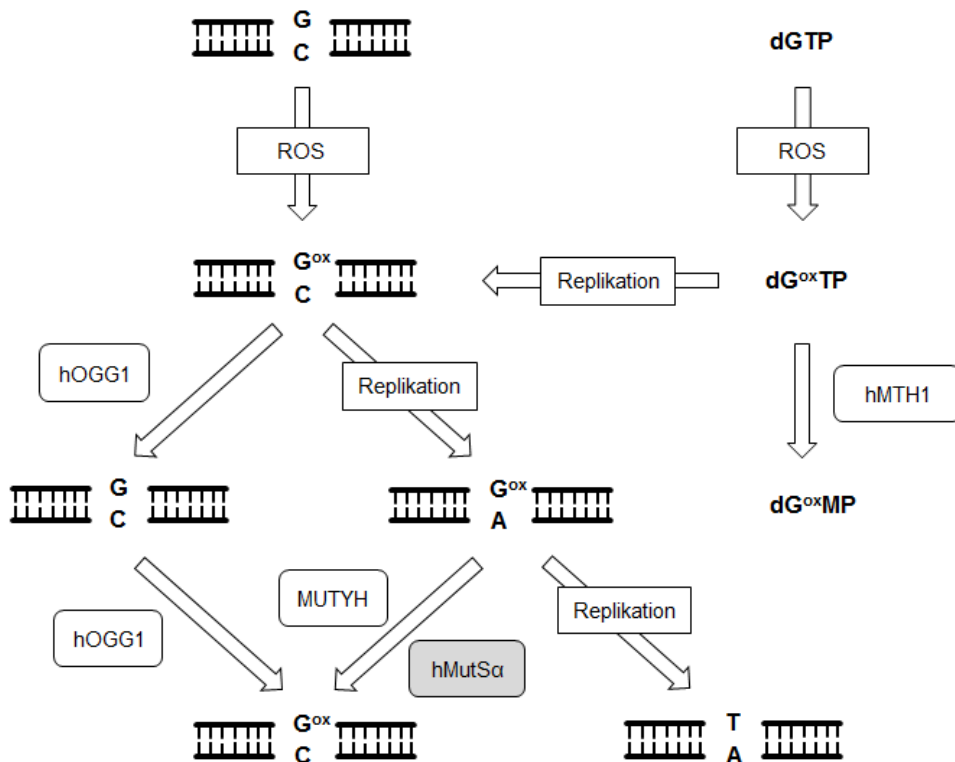 G
C
dGTP
ROS
ROS
Gᵒˣ
C
Replikation
dGᵒˣTP
hOGG1
Replikation
hMTH1
G
C
Gᵒˣ
A
dGᵒˣMP
hOGG1
MUTYH
hMutSα
Replikation
Gᵒˣ
C
T
A